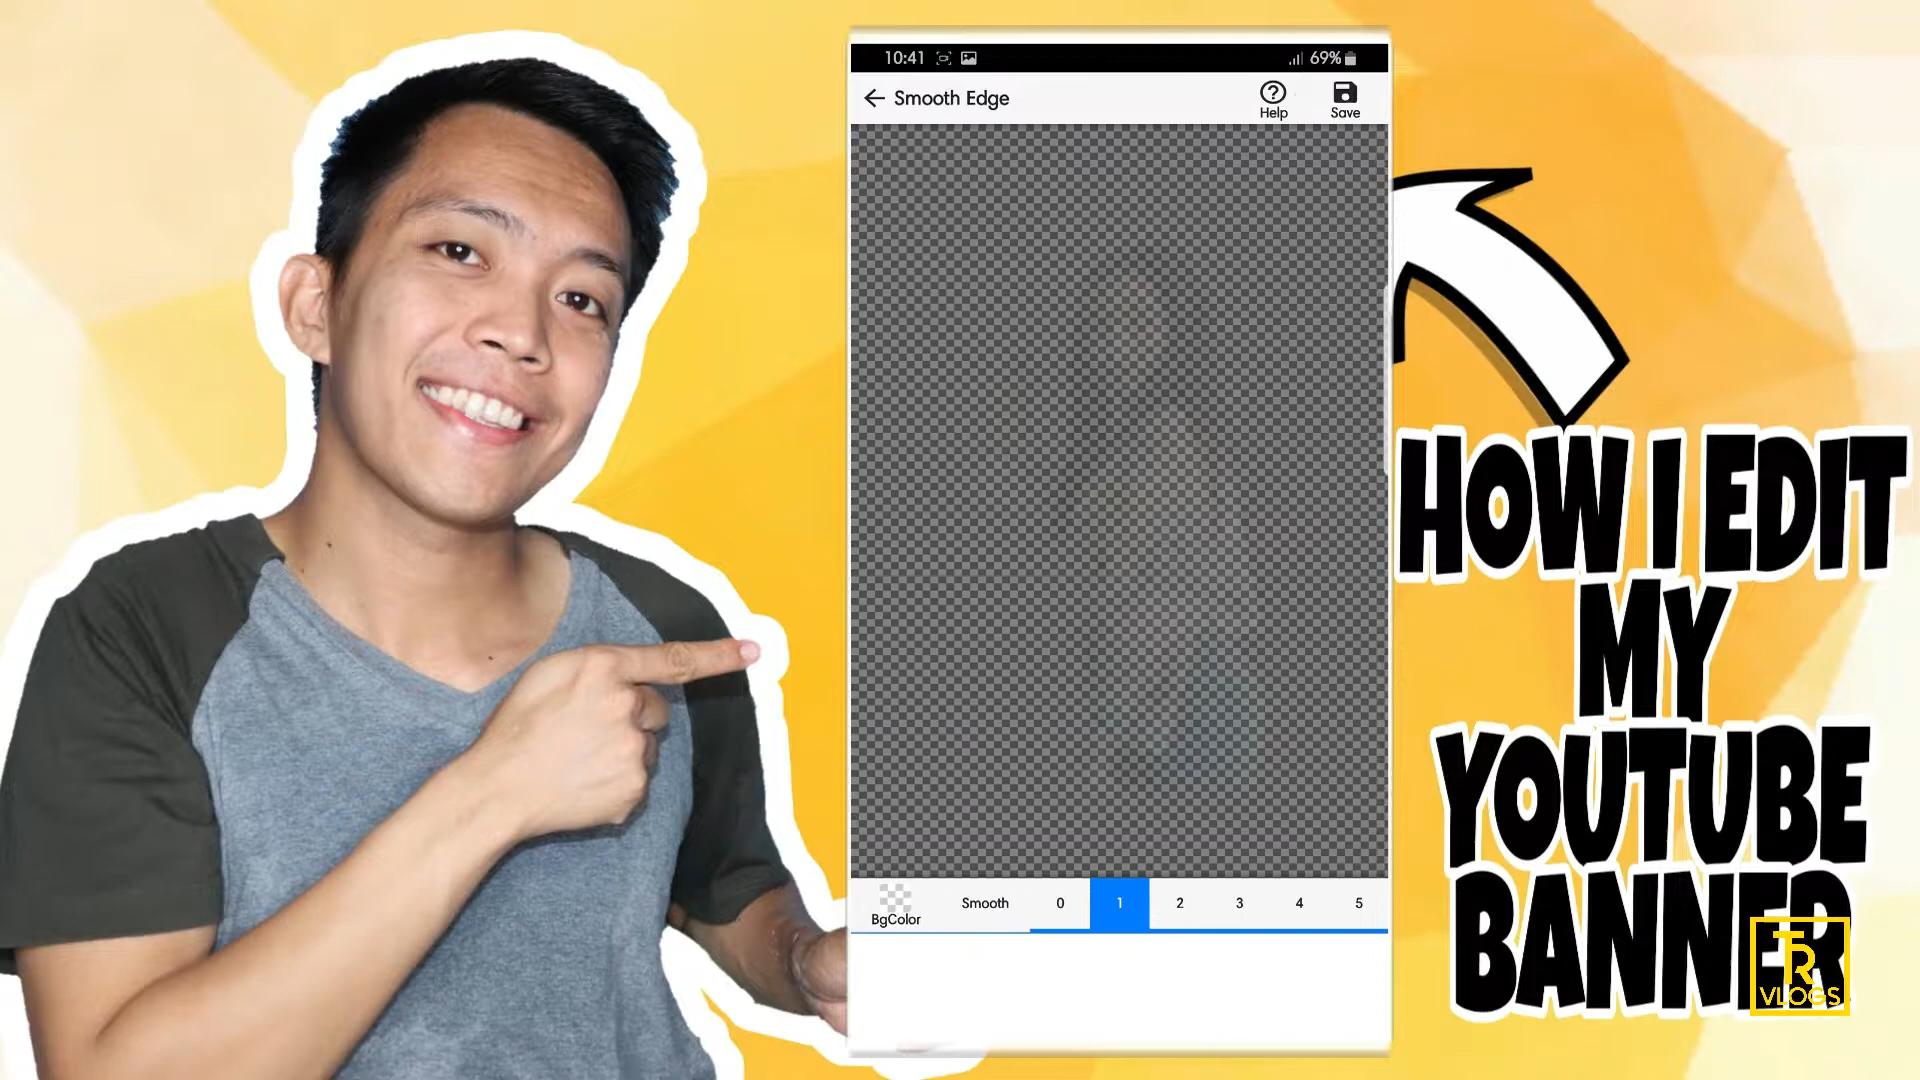 10:41
69%
Smooth Edge
Help
Save
BgColor
Smooth
0
1
2
3
4
5
HOW I EDIT
MY
YOUTUBE
BANNER
TR
VLOGS